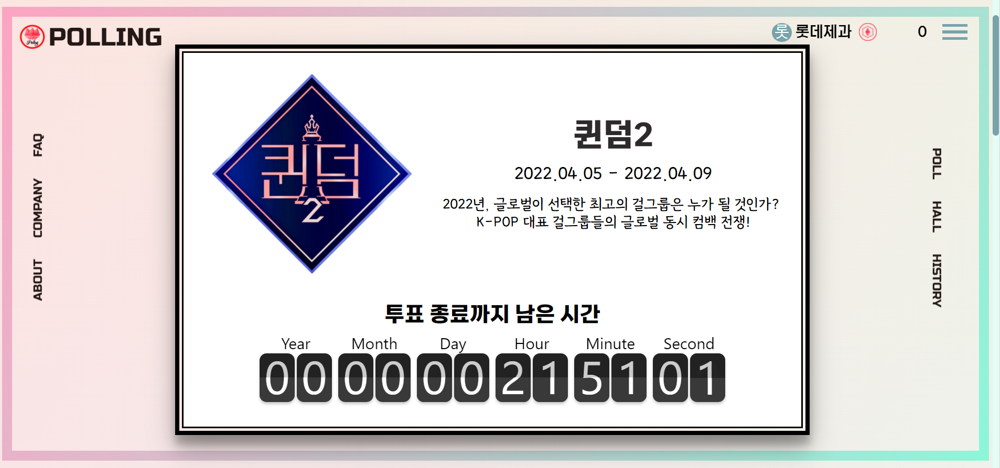 POLLING
롯 롯데제과 0
FAQ
COMPANY
ABOUT
퀸덤
2
퀸덤2
2022.04.05 - 2022.04.09
2022년, 글로벌이 선택한 최고의 걸그룹은 누가 될 것인가?
K-POP 대표 걸그룹들의 글로벌 동시 컴백 전쟁!
POLL
HALL
HISTORY
투표 종료까지 남은 시간
Year Month Day Hour Minute Second
00 00 00 21 51 01